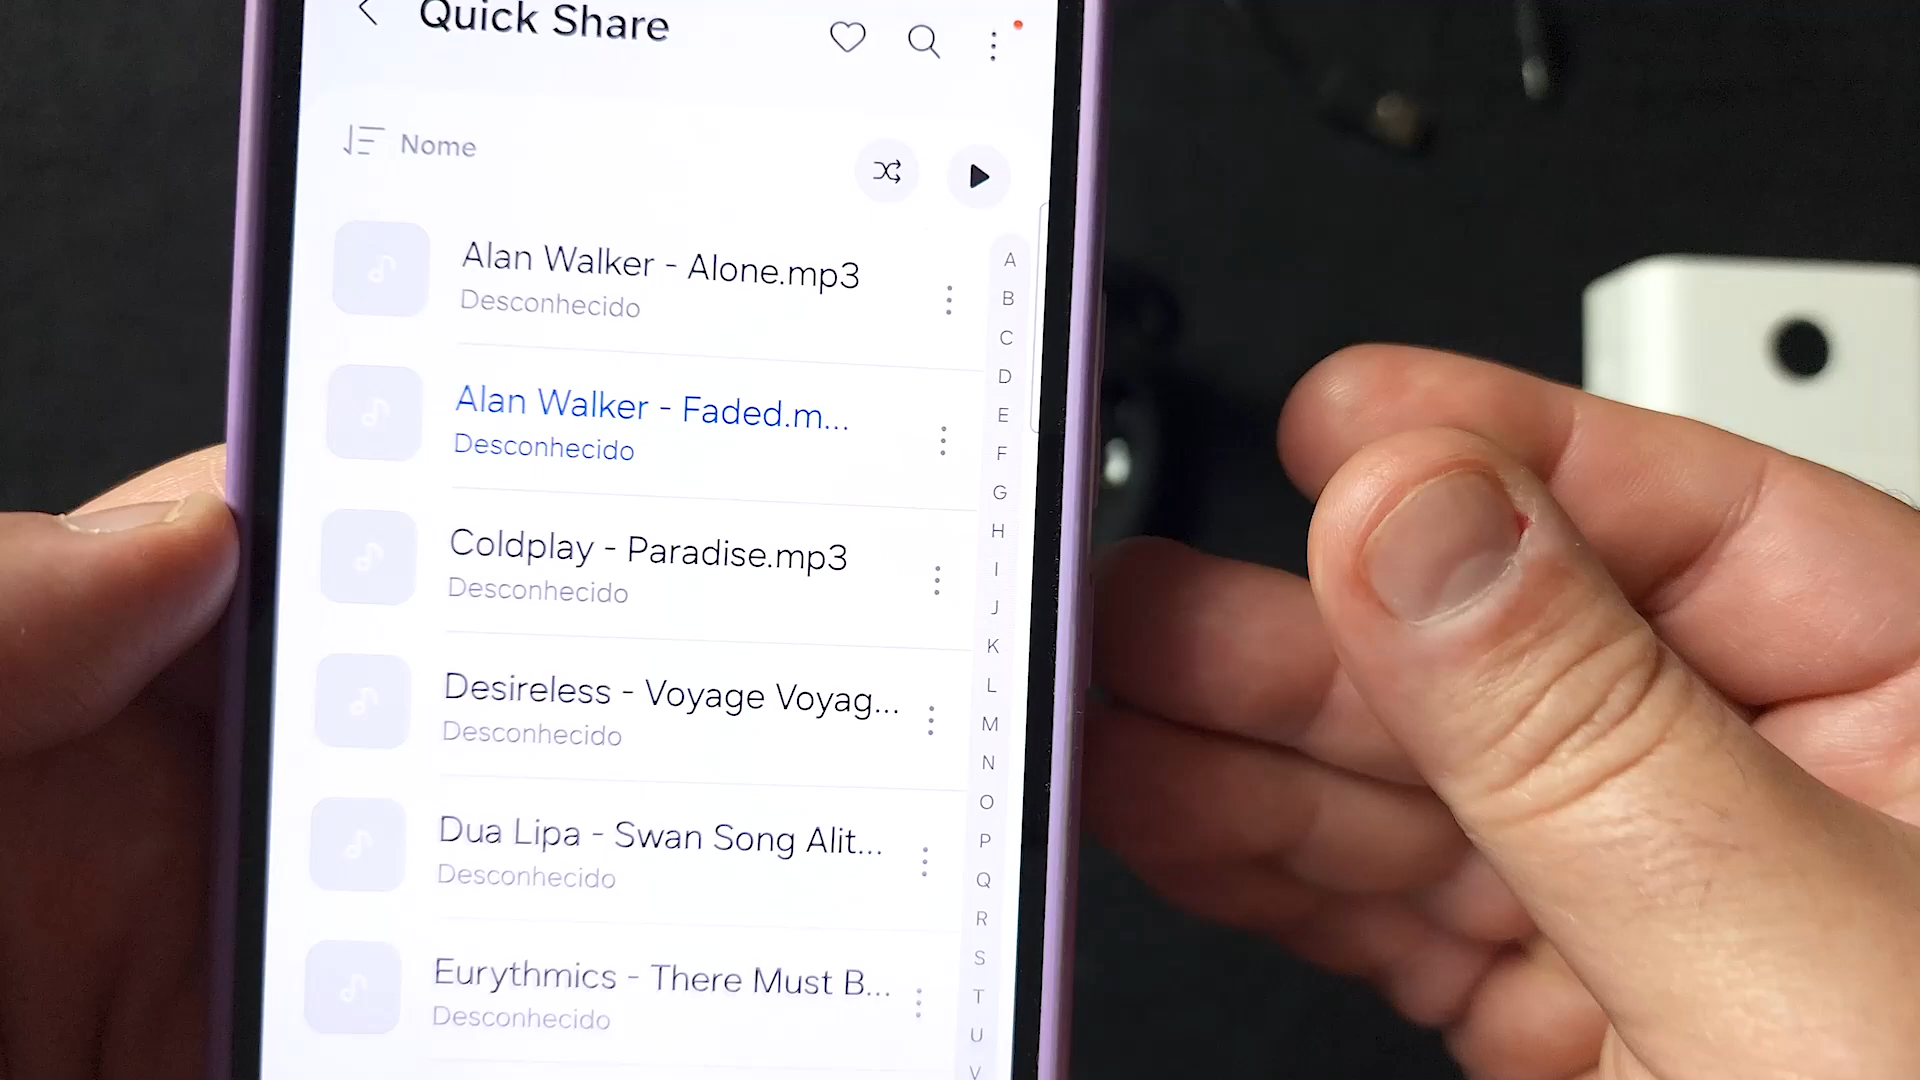 Quick Share
Nome
Alan Walker - Alone.mp3
Desconhecido
Alan Walker - Faded.m...
Desconhecido
Coldplay - Paradise.mp3
Desconhecido
Desireless - Voyage Voyag...
Desconhecido
Dua Lipa - Swan Song Alit...
Desconhecido
Eurythmics - There Must B...
Desconhecido
A
B
C
D
E
F
G
H
I
J
K
L
M
N
O
P
Q
R
S
T
U
V